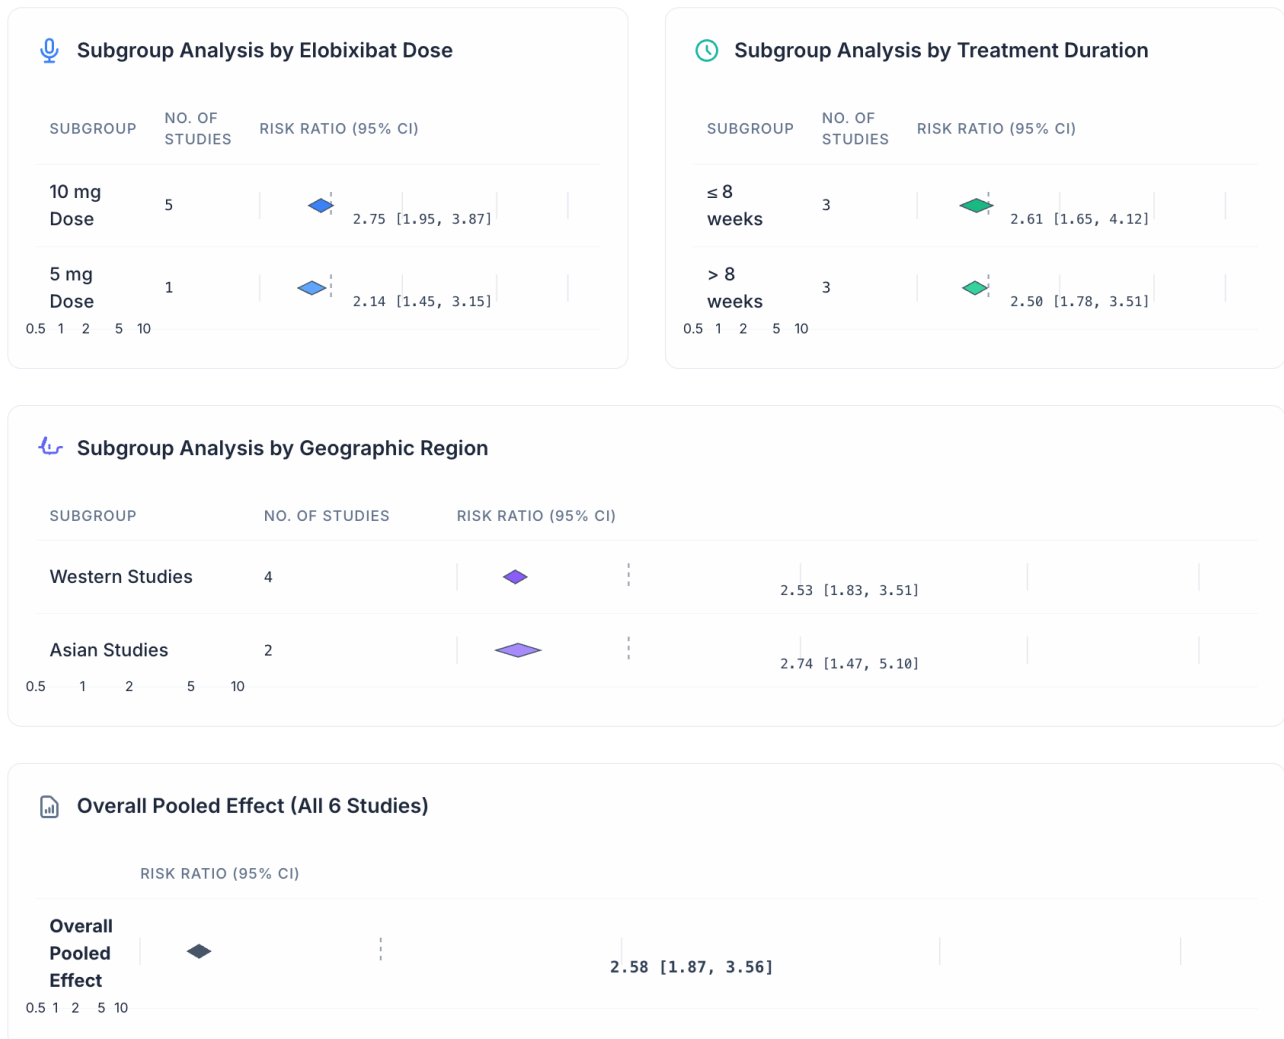 Subgroup Analysis by Elobixibat Dose
SUBGROUP
NO. OF
STUDIES
RISK RATIO (95% CI)
10 mg
Dose
5
2.75 [1.95, 3.87]
5 mg
Dose
1
2.14 [1.45, 3.15]
0.5 1 2 5 10
Subgroup Analysis by Treatment Duration
SUBGROUP
NO. OF
STUDIES
RISK RATIO (95% CI)
≤ 8
weeks
3
2.61 [1.65, 4.12]
> 8
weeks
3
2.50 [1.78, 3.51]
0.5 1 2 5 10
Subgroup Analysis by Geographic Region
SUBGROUP NO. OF STUDIES RISK RATIO (95% CI)
Western Studies 4
2.53 [1.83, 3.51]
Asian Studies 2
2.74 [1.47, 5.10]
0.5 1 2 5 10
Overall Pooled Effect (All 6 Studies)
RISK RATIO (95% CI)
Overall
Pooled
Effect
2.58 [1.87, 3.56]
0.5 1 2 5 10